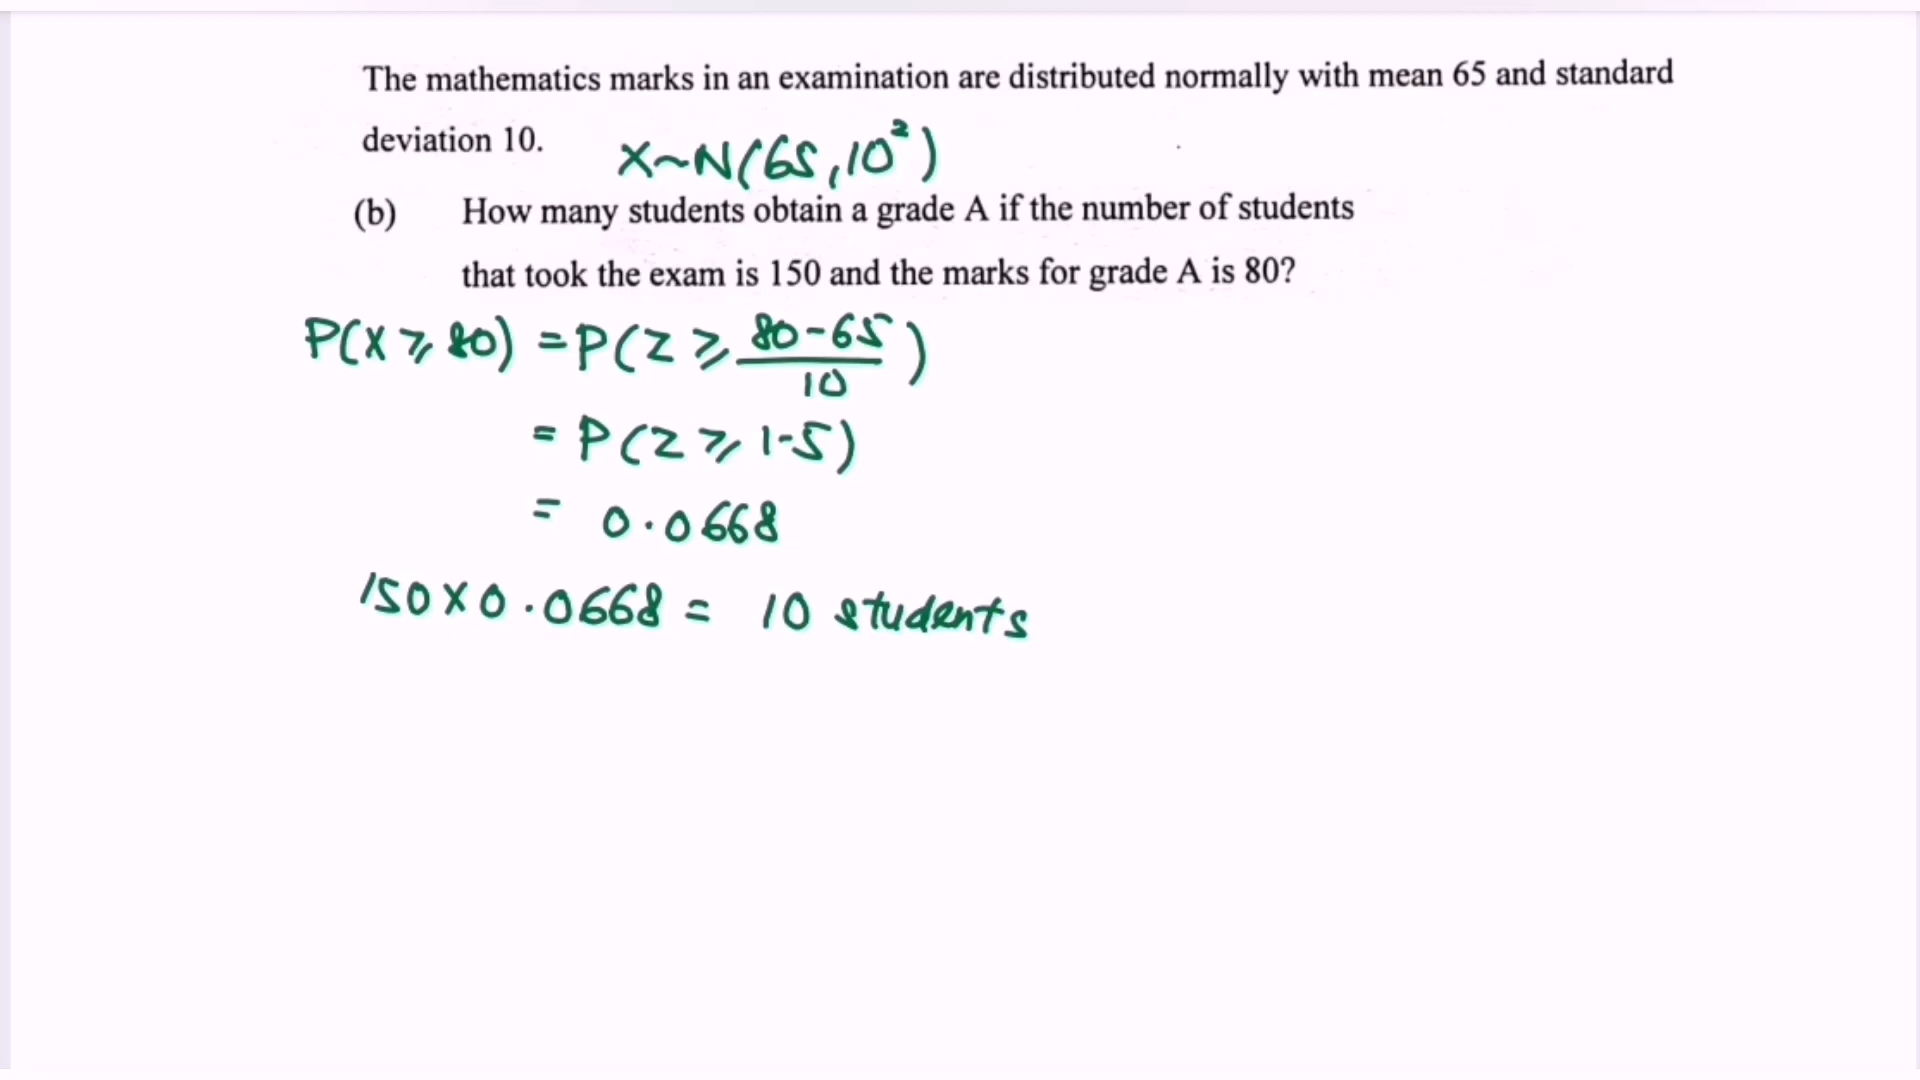 The mathematics marks in an examination are distributed normally with mean 65 and standard
deviation 10.
X~N(65,10²)
(b) How many students obtain a grade A if the number of students
that took the exam is 150 and the marks for grade A is 80?
P(X ⩾ 80) = P(Z ⩾ (80-65)/10)
= P(Z ⩾ 1.5)
= 0.0668
150 × 0.0668 = 10 students